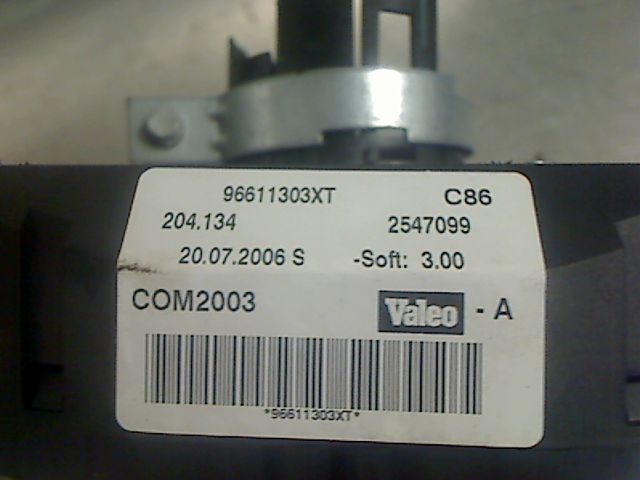 96611303XT C86
204.134 2547099
20.07.2006 S -Soft: 3.00
COM2003 Valeo - A
*96611303XT*